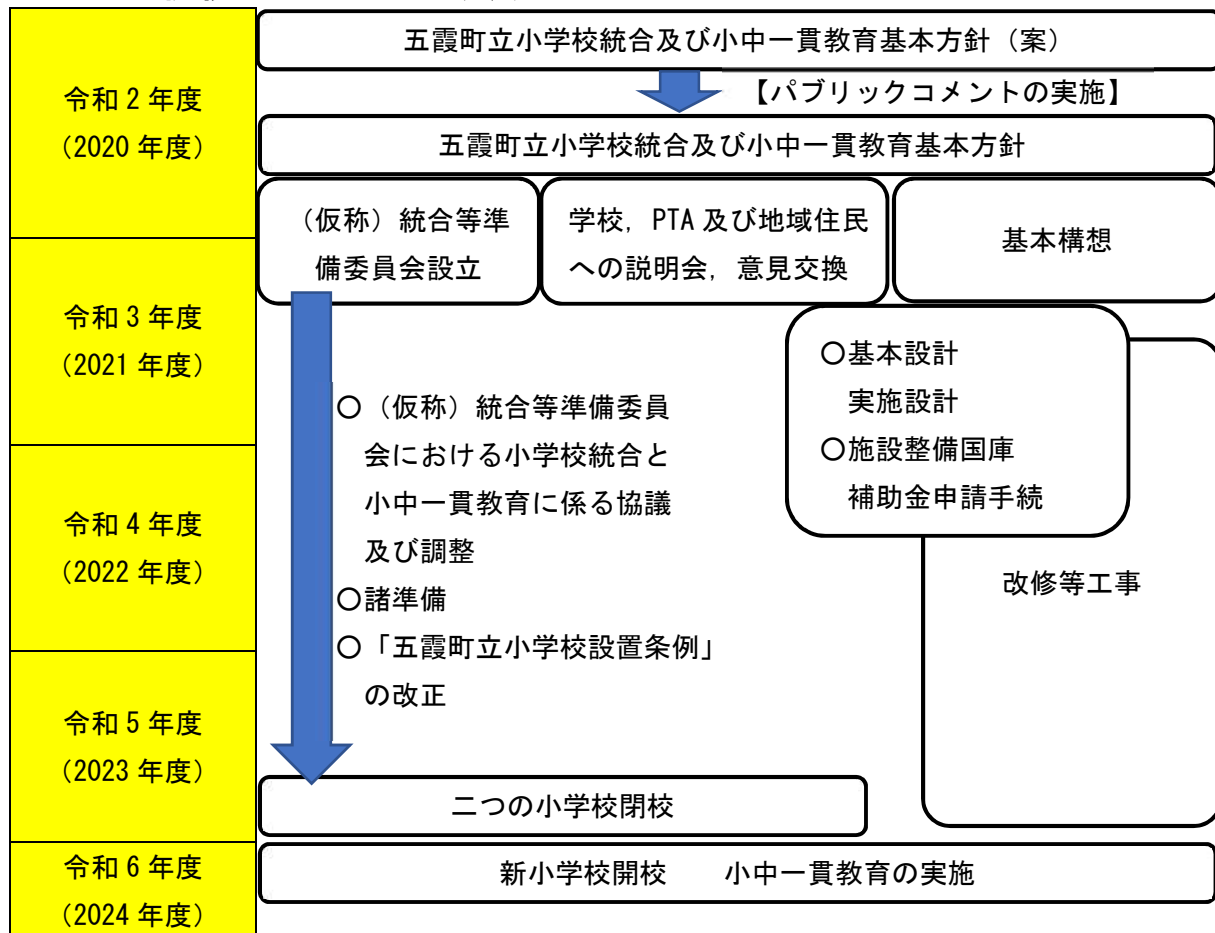 令和２年度
（2020 年度）
五霞町立小学校統合及び小中一貫教育基本方針（案）
【パブリックコメントの実施】
五霞町立小学校統合及び小中一貫教育基本方針
（仮称）統合等準
備委員会設立
学校，PTA 及び地域住民
への説明会，意見交換
基本構想
令和３年度
（2021 年度）
〇基本設計
実施設計
〇施設整備国庫
補助金申請手続
〇（仮称）統合等準備委員
会における小学校統合と
小中一貫教育に係る協議
及び調整
〇諸準備
〇「五霞町立小学校設置条例」
の改正
令和４年度
（2022 年度）
改修等工事
令和５年度
（2023 年度）
二つの小学校閉校
令和６年度
（2024 年度）
新小学校開校　　小中一貫教育の実施